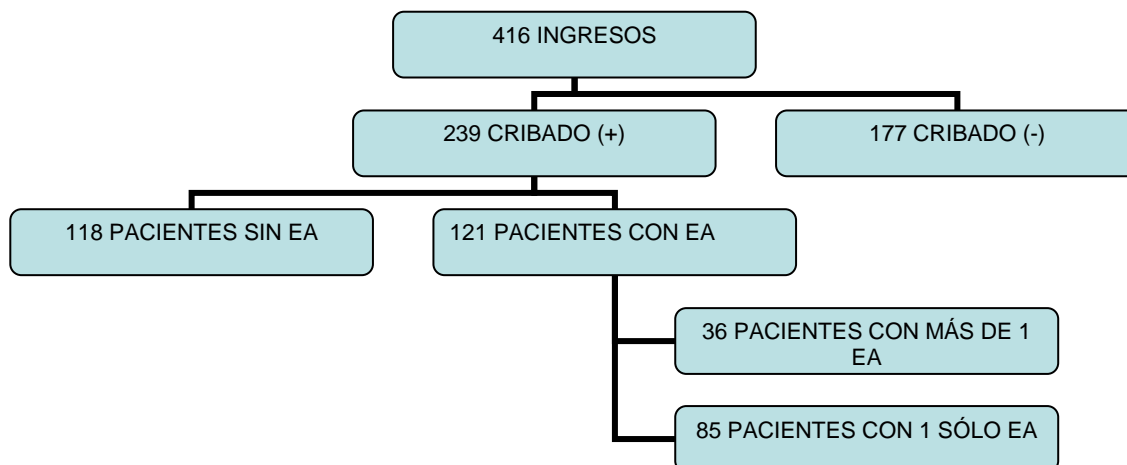 416 INGRESOS
239 CRIBADO (+)
177 CRIBADO (-)
118 PACIENTES SIN EA
121 PACIENTES CON EA
36 PACIENTES CON MÁS DE 1
EA
85 PACIENTES CON 1 SÓLO EA